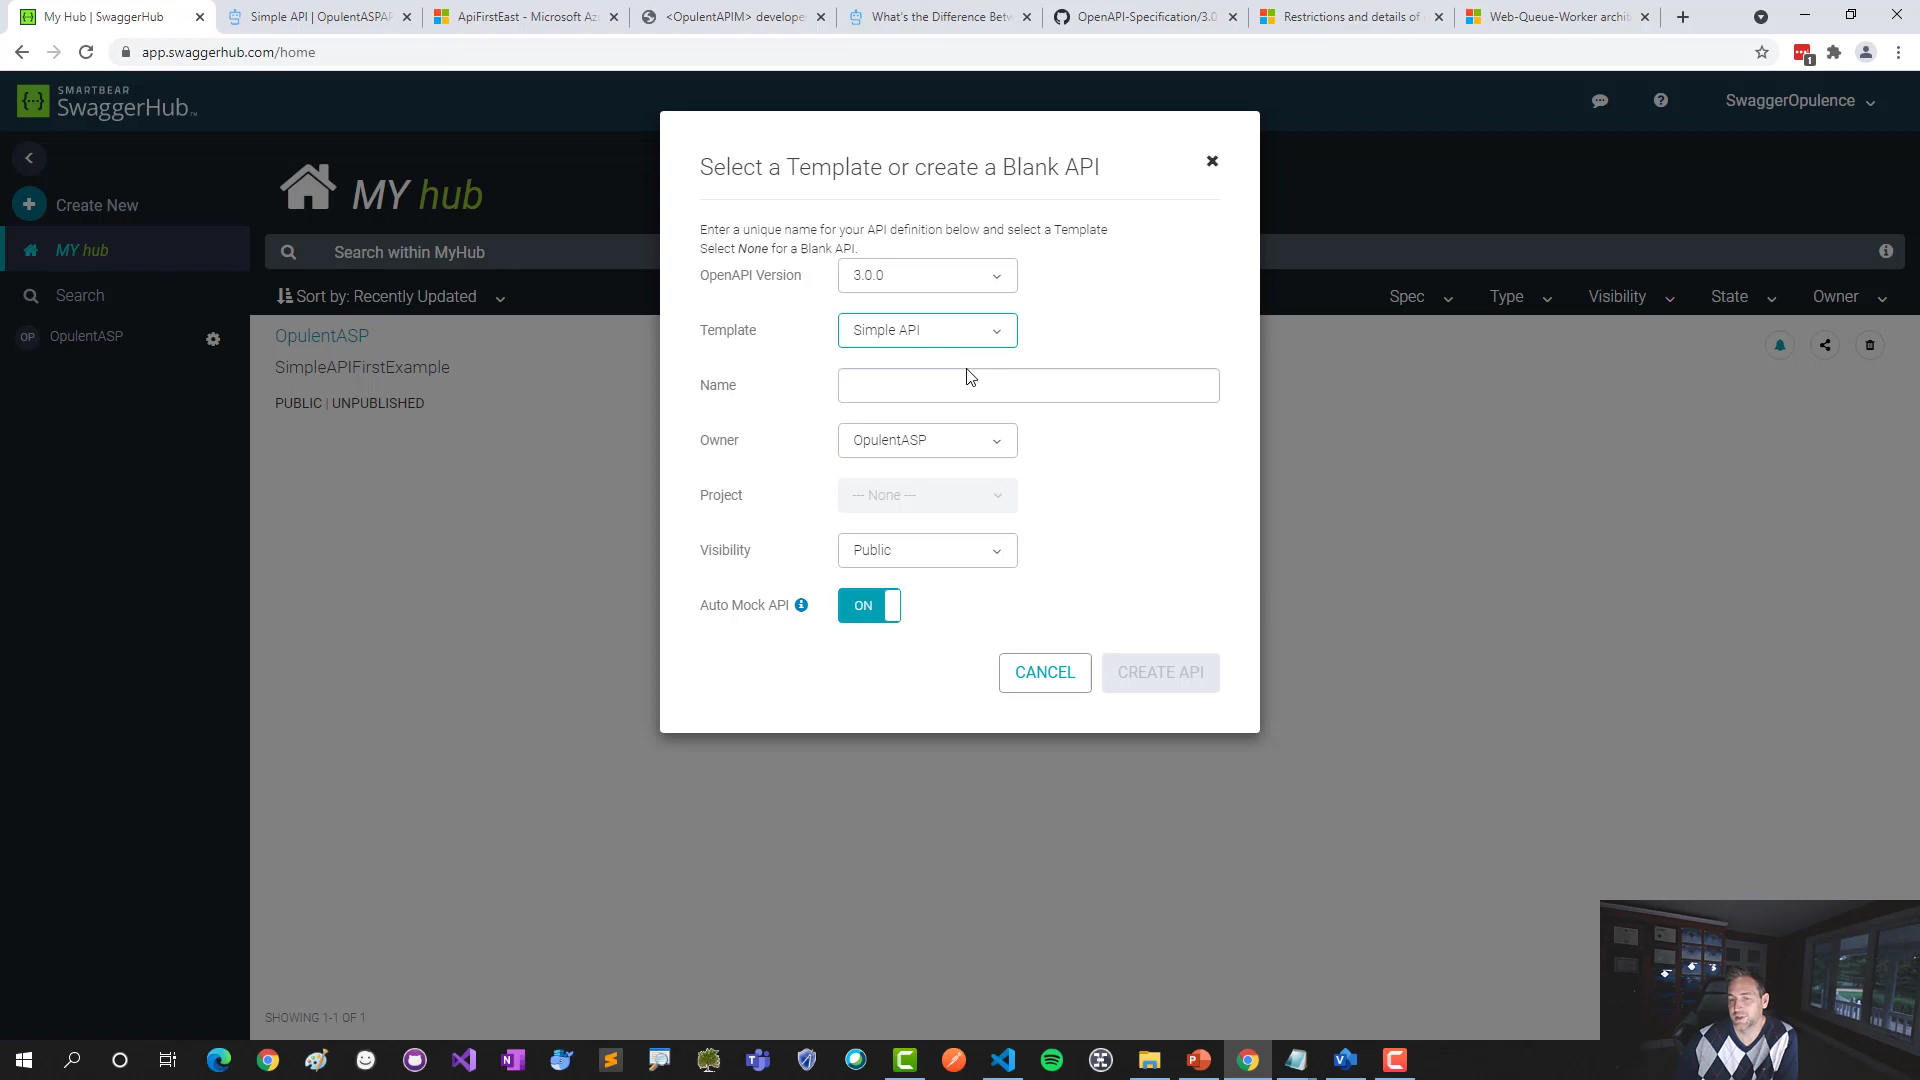 My Hub | SwaggerHub
Simple API | OpulentASPAP
ApiFirstEast - Microsoft Az
<OpulentAPIM> develope
What's the Difference Betw
OpenAPI-Specification/3.0
Restrictions and details of
Web-Queue-Worker archit
app.swaggerhub.com/home
1
SMARTBEAR
SwaggerHub™
SwaggerOpulence
Create New
MY hub
Search
OP OpulentASP
MY hub
Search within MyHub
Sort by: Recently Updated
Spec
Type
Visibility
State
Owner
OpulentASP
SimpleAPIFirstExample
PUBLIC | UNPUBLISHED
SHOWING 1-1 OF 1
Select a Template or create a Blank API
Enter a unique name for your API definition below and select a Template
Select None for a Blank API.
OpenAPI Version
3.0.0
Template
Simple API
Name
Owner
OpulentASP
Project
--- None ---
Visibility
Public
Auto Mock API
ON
CANCEL
CREATE API